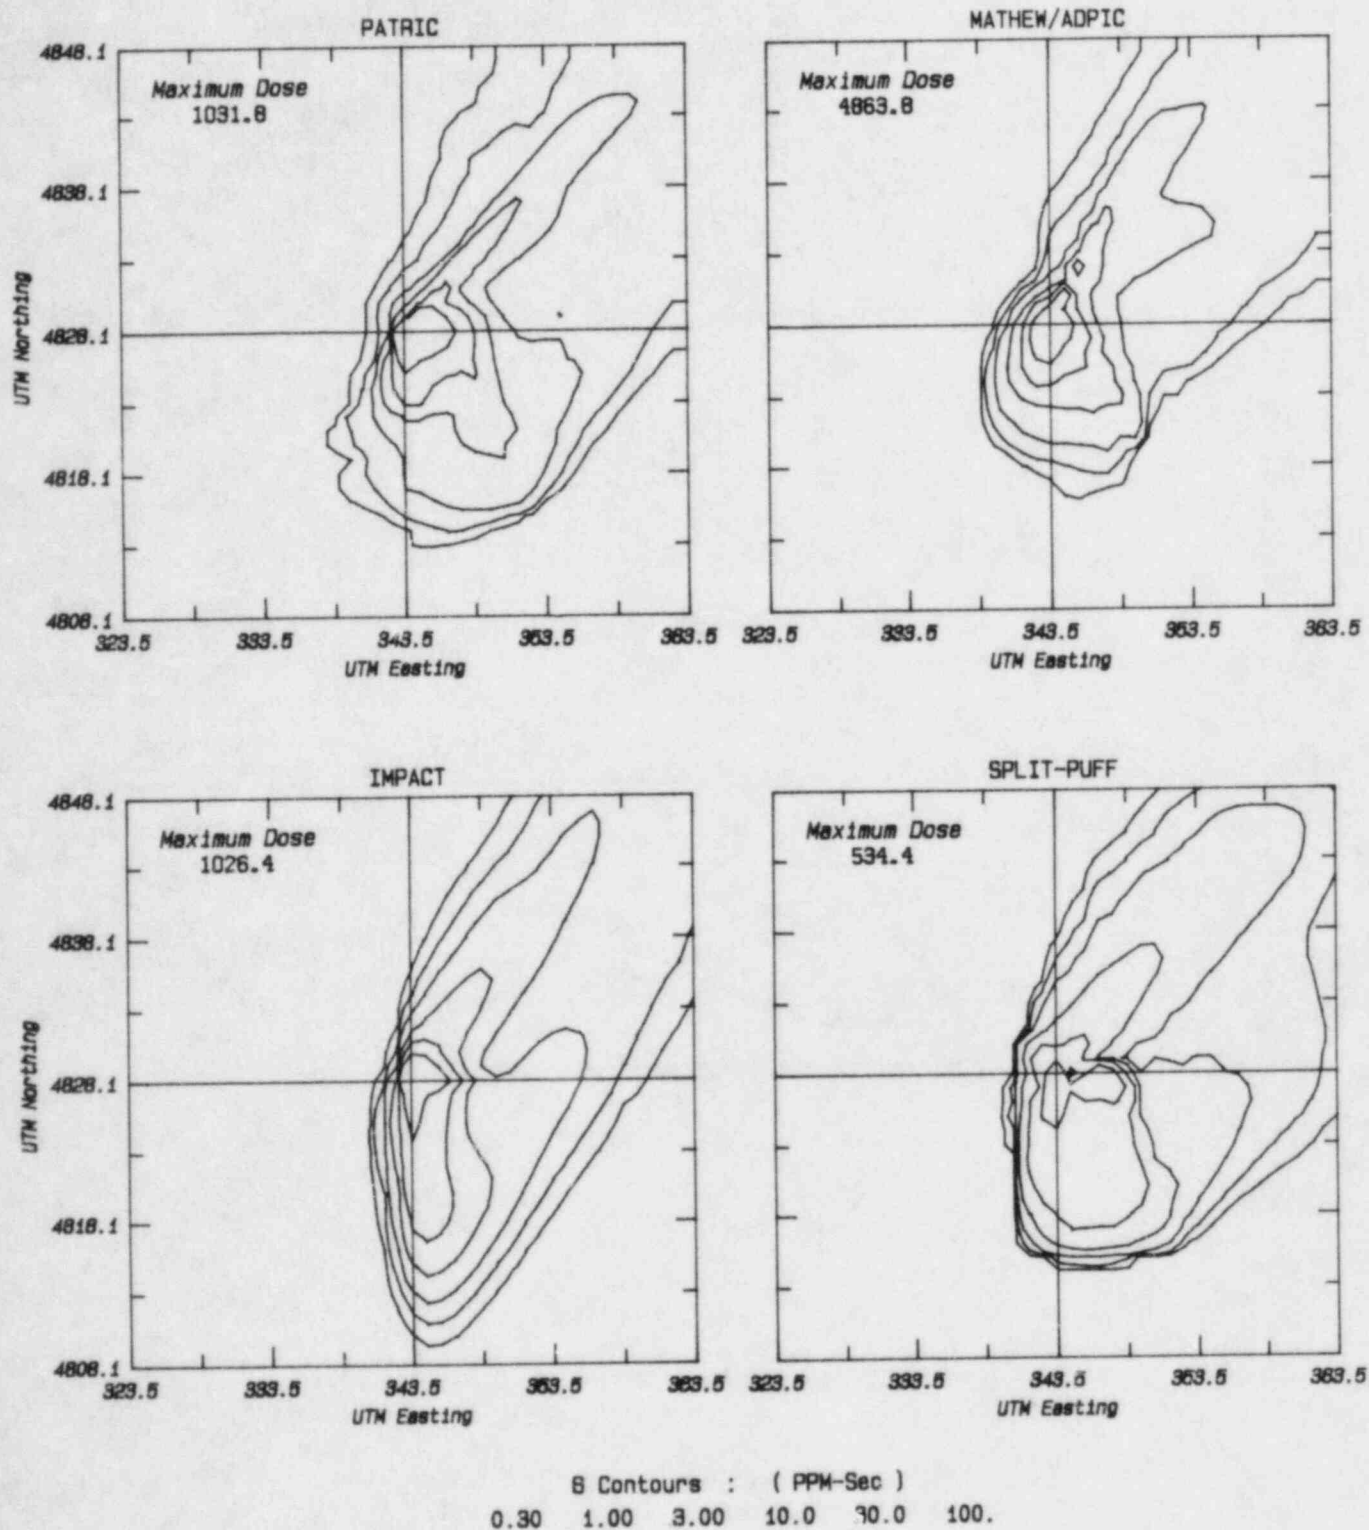 PATRIC
Maximum Dose
1031.8
4848.1
4838.1
4828.1
4818.1
4808.1
UTM Northing
323.5 333.5 343.5 353.5 363.5
UTM Easting
MATHEW/ADPIC
Maximum Dose
4863.8
323.5 333.5 343.5 353.5 363.5
UTM Easting
IMPACT
Maximum Dose
1026.4
4848.1
4838.1
4828.1
4818.1
4808.1
UTM Northing
323.5 333.5 343.5 353.5 363.5
UTM Easting
SPLIT-PUFF
Maximum Dose
534.4
323.5 333.5 343.5 353.5 363.5
UTM Easting
6 Contours : ( PPM-Sec )
0.30 1.00 3.00 10.0 30.0 100.